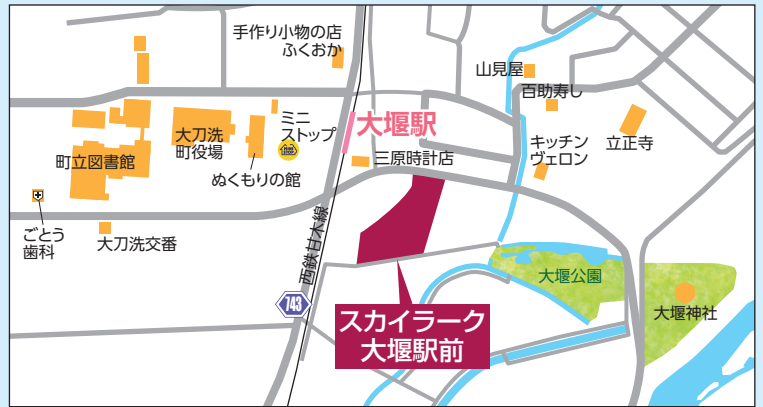 手作り小物の店
ふくおか
山見屋
百助寿し
ミニ
ストップ
大堰駅
大刀洗
町役場
町立図書館
キッチン
ヴェロン
立正寺
三原時計店
ぬくもりの館
ごとう
歯科
大刀洗交番
西鉄甘木線
大堰公園
743
スカイラーク
大堰駅前
大堰神社